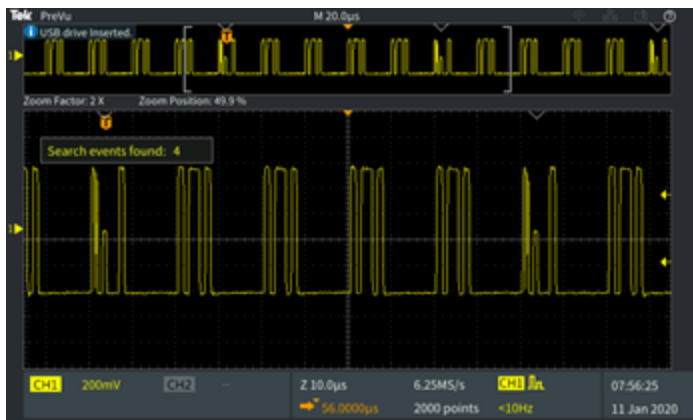 Tek PreVu M 20.0µs
USB drive Inserted.
Zoom Factor: 2 X Zoom Position: 49.9 %
Search events found: 4
CH1 200mV CH2 -- Z 10.0µs 6.25MS/s CH1 07:56:25
56.0000µs 2000 points <10Hz 11 Jan 2020